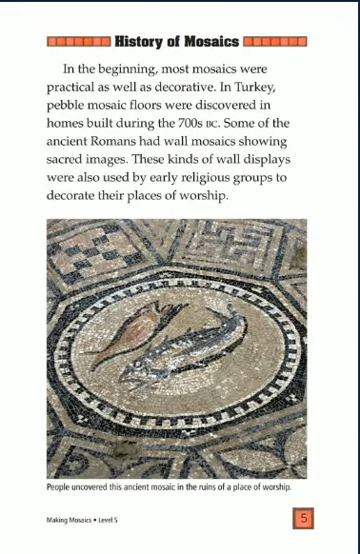 History of Mosaics
In the beginning, most mosaics were
practical as well as decorative. In Turkey,
pebble mosaic floors were discovered in
homes built during the 700s BC. Some of the
ancient Romans had wall mosaics showing
sacred images. These kinds of wall displays
were also used by early religious groups to
decorate their places of worship.
People uncovered this ancient mosaic in the ruins of a place of worship.
Making Mosaics • Level S
5